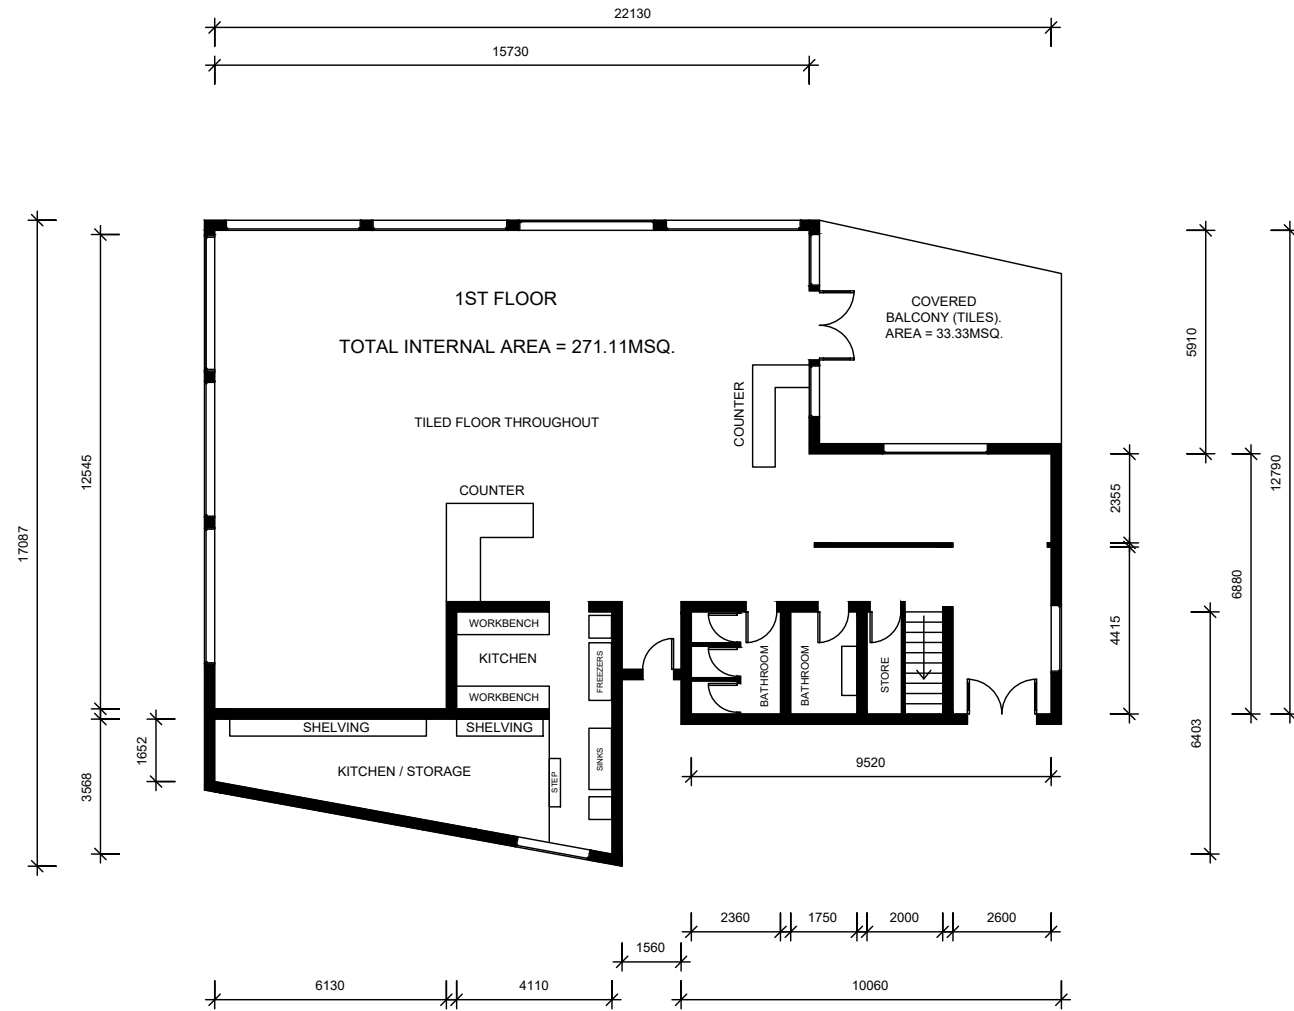 22130
15730
1ST FLOOR
TOTAL INTERNAL AREA = 271.11MSQ.
TILED FLOOR THROUGHOUT
COVERED
BALCONY (TILES).
AREA = 33.33MSQ.
COUNTER
COUNTER
WORKBENCH
KITCHEN
WORKBENCH
FREEZERS
SHELVING
SHELVING
KITCHEN / STORAGE
STEP
SINKS
BATHROOM
BATHROOM
STORE
17087
12545
3568
1652
5910
12790
2355
6880
4415
6403
9520
2360
1750
2000
2600
1560
6130
4110
10060